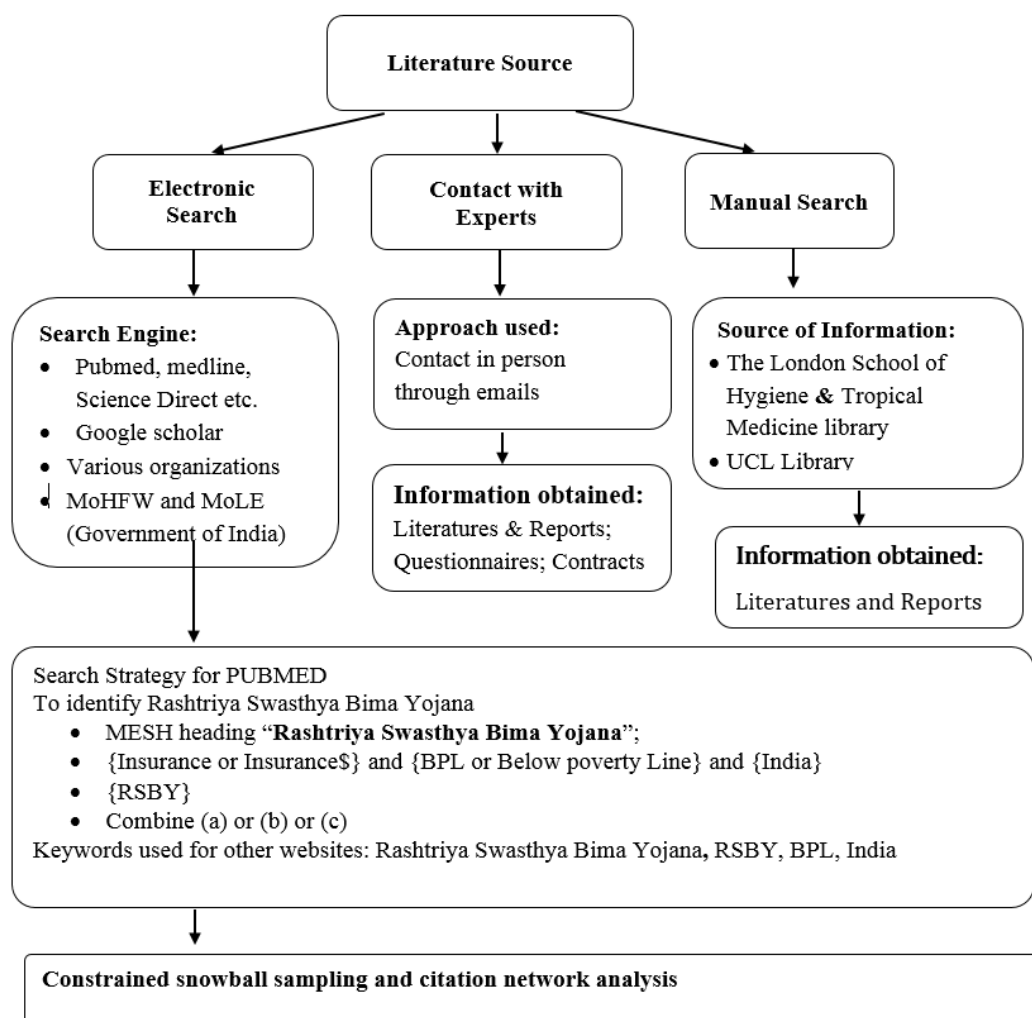 Literature Source
Electronic
Search
Contact with
Experts
Manual Search
Search Engine:
• Pubmed, medline,
Science Direct etc.
• Google scholar
• Various organizations
• MoHFW and MoLE
(Government of India)
Approach used:
Contact in person
through emails
Information obtained:
Literatures & Reports;
Questionnaires; Contracts
Source of Information:
• The London School of
Hygiene & Tropical
Medicine library
• UCL Library
Information obtained:
Literatures and Reports
Search Strategy for PUBMED
To identify Rashtriya Swasthya Bima Yojana
• MESH heading “Rashtriya Swasthya Bima Yojana”;
• {Insurance or Insurance$} and {BPL or Below poverty Line} and {India}
• {RSBY}
• Combine (a) or (b) or (c)
Keywords used for other websites: Rashtriya Swasthya Bima Yojana, RSBY, BPL, India
Constrained snowball sampling and citation network analysis